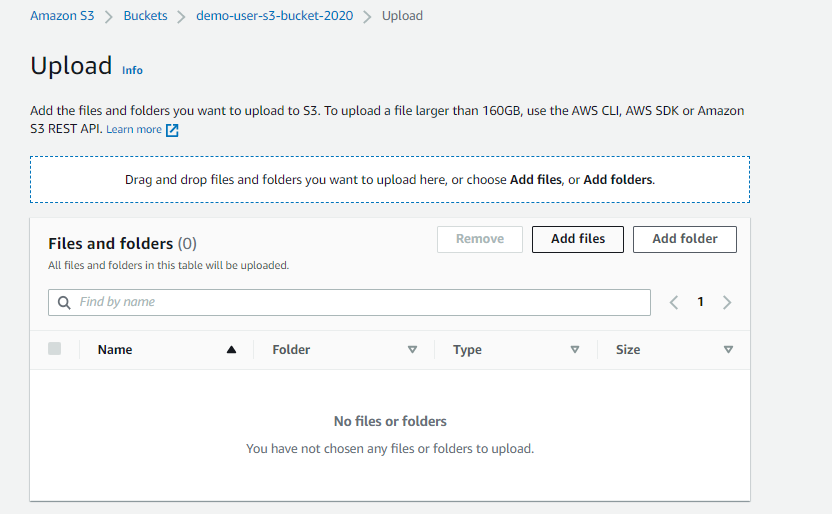 Amazon S3 > Buckets > demo-user-s3-bucket-2020 > Upload
Upload Info
Add the files and folders you want to upload to S3. To upload a file larger than 160GB, use the AWS CLI, AWS SDK or Amazon
S3 REST API. Learn more
Drag and drop files and folders you want to upload here, or choose Add files, or Add folders.
Files and folders (0)
Remove
Add files
Add folder
All files and folders in this table will be uploaded.
Find by name
1
Name
Folder
Type
Size
No files or folders
You have not chosen any files or folders to upload.